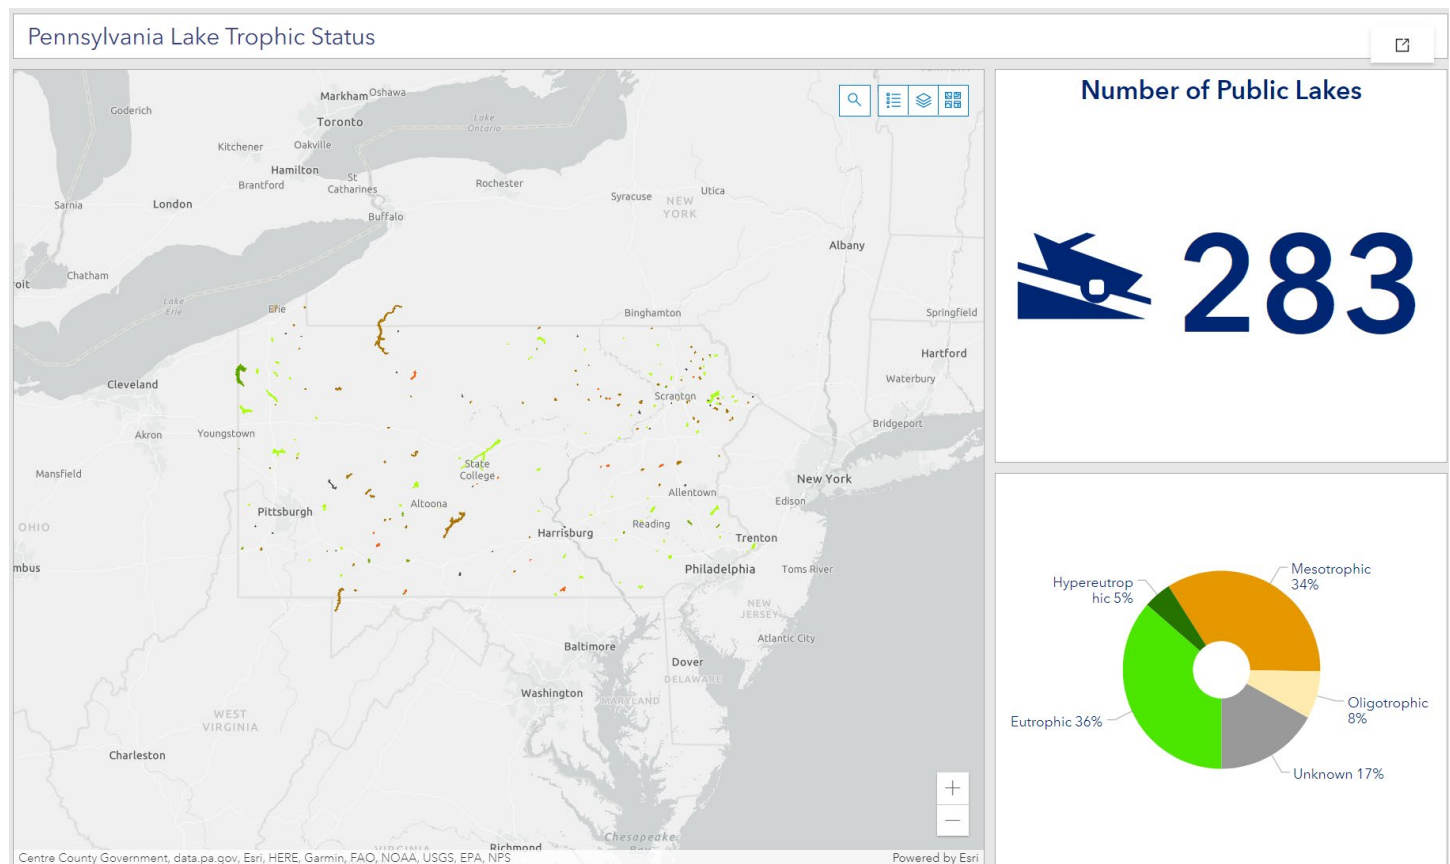 Pennsylvania Lake Trophic Status
Goderich
Markham
Oshawa
Toronto
Lake
Ontario
Kitchener
Oakville
Hamilton
St
Catharines
Brantford
Rochester
Syracuse
Utica
NEW
YORK
Sarnia
London
Buffalo
Albany
Chatham
oit
Lake
Erie
Erie
Binghamton
Springfield
Hartford
Cleveland
Waterbury
Scranton
Bridgeport
Akron
Youngstown
State
College
Mansfield
New York
Allentown
Edison
Altoona
Pittsburgh
OHIO
Reading
Harrisburg
Trenton
mbus
Philadelphia
Toms River
NEW
JERSEY
Atlantic City
Baltimore
Dover
DELAWARE
Washington
MARYLAND
WEST
VIRGINIA
Charleston
Chesapeake
Bay
VIRGINIA
Richmond
Centre County Government, data.pa.gov, Esri, HERE, Garmin, FAO, NOAA, USGS, EPA, NPS
Powered by Esri
Number of Public Lakes
283
Mesotrophic
34%
Hypereutrop
hic 5%
Oligotrophic
8%
Eutrophic 36%
Unknown 17%